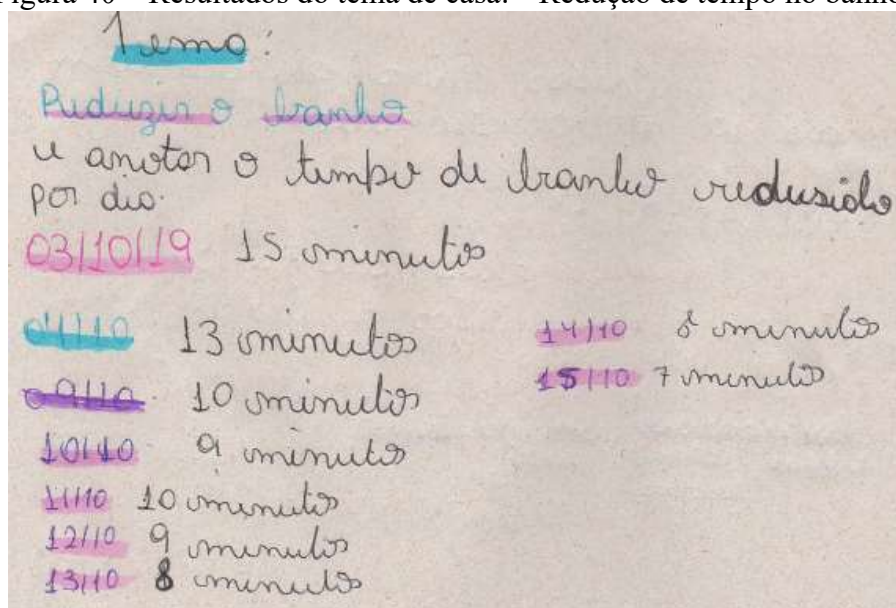 Figura 40 – Resultados do tema de casa: – Redução de tempo no banho
Tema:
Reduzir o banho
e anotar o tempo de banho redusido
por dia.
03/10/19 15 minutos
04/10 13 minutos
09/10 10 minutos
10/10 9 minutos
11/10 10 minutos
12/10 9 minutos
13/10 8 minutos
14/10 8 minutos
15/10 7 minutos